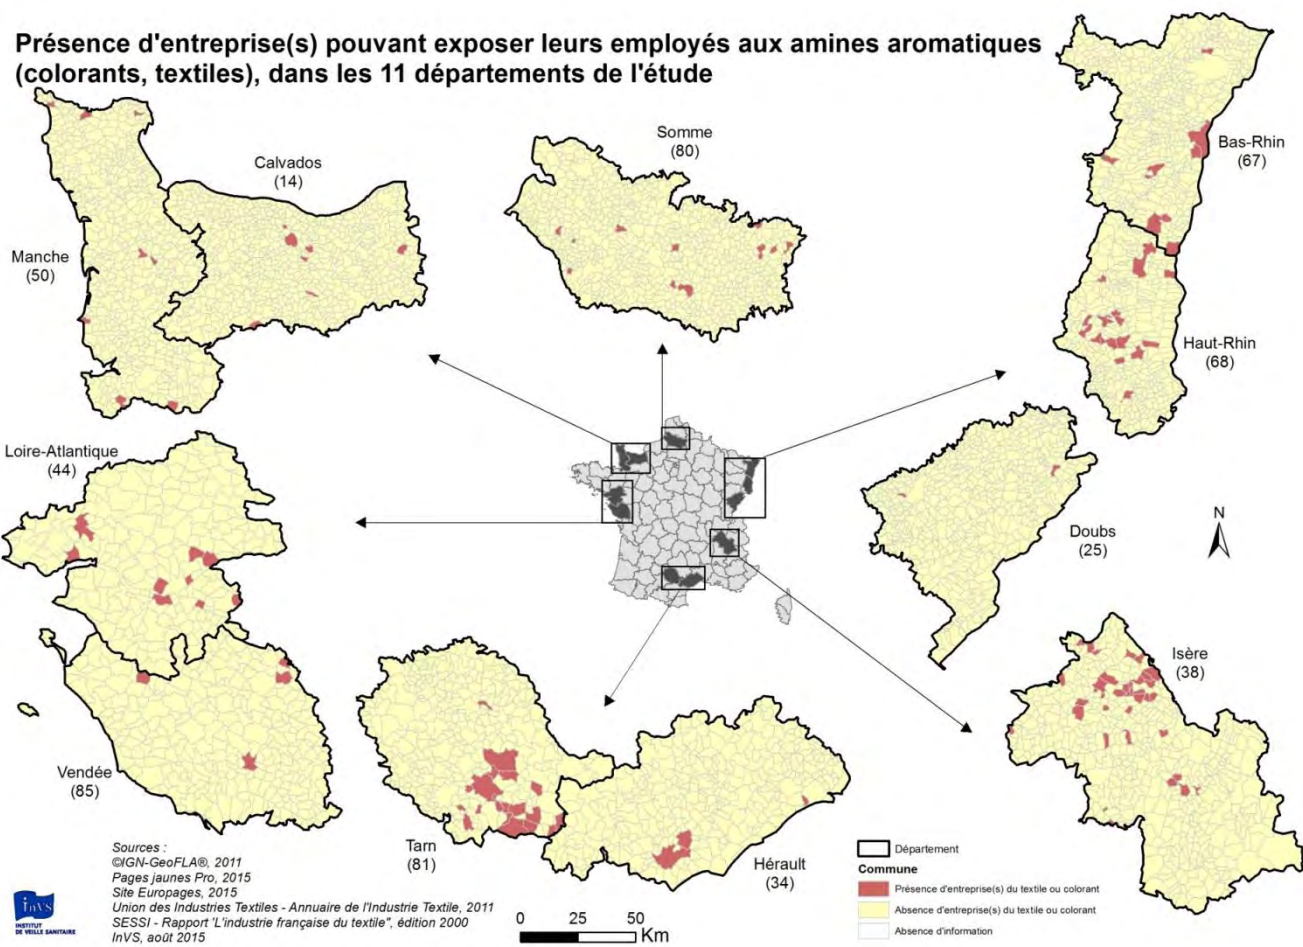 Présence d'entreprise(s) pouvant exposer leurs employés aux amines aromatiques
(colorants, textiles), dans les 11 départements de l'étude
Calvados
(14)
Somme
(80)
Bas-Rhin
(67)
Manche
(50)
Haut-Rhin
(68)
Loire-Atlantique
(44)
Doubs
(25)
N
Isère
(38)
Vendée
(85)
Tarn
(81)
Hérault
(34)
Sources :
©IGN-GeoFLA®, 2011
Pages jaunes Pro, 2015
Site Europages, 2015
Union des Industries Textiles - Annuaire de l'Industrie Textile, 2011
SESSI - Rapport "L'industrie française du textile", édition 2000
InVS, août 2015
InVS
INSTITUT
DE VEILLE SANITAIRE
0 25 50
Km
Département
Commune
Présence d'entreprise(s) du textile ou colorant
Absence d'entreprise(s) du textile ou colorant
Absence d'information